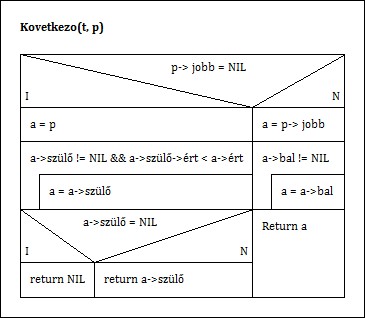 Kovetkezo(t, p)
p-> jobb = NIL
I N
a = p
a = p-> jobb
a->szülő != NIL && a->szülő->ért < a->ért
a->bal != NIL
a = a->szülő
a = a->bal
a->szülő = NIL
Return a
I N
return NIL
return a->szülő